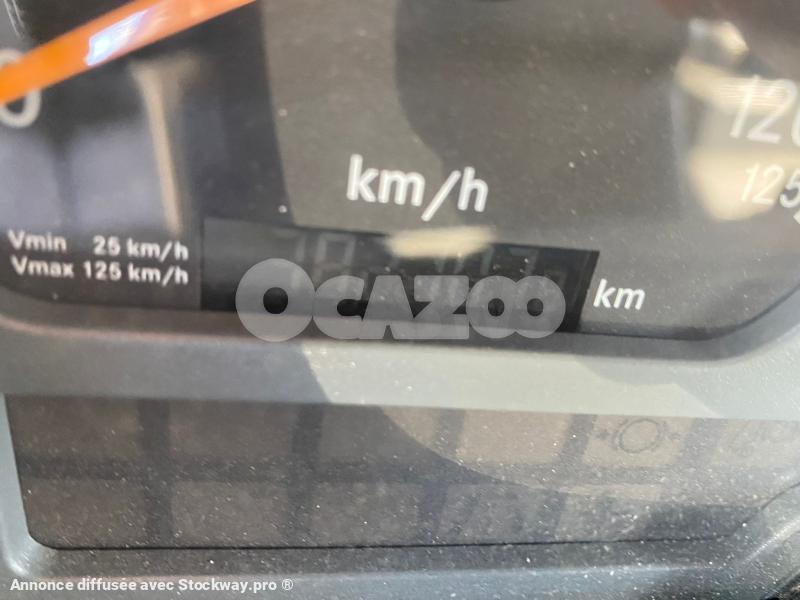 120
125
km/h
Vmin 25 km/h
Vmax 125 km/h
km
OCAZOO
Annonce diffusée avec Stockway.pro ®